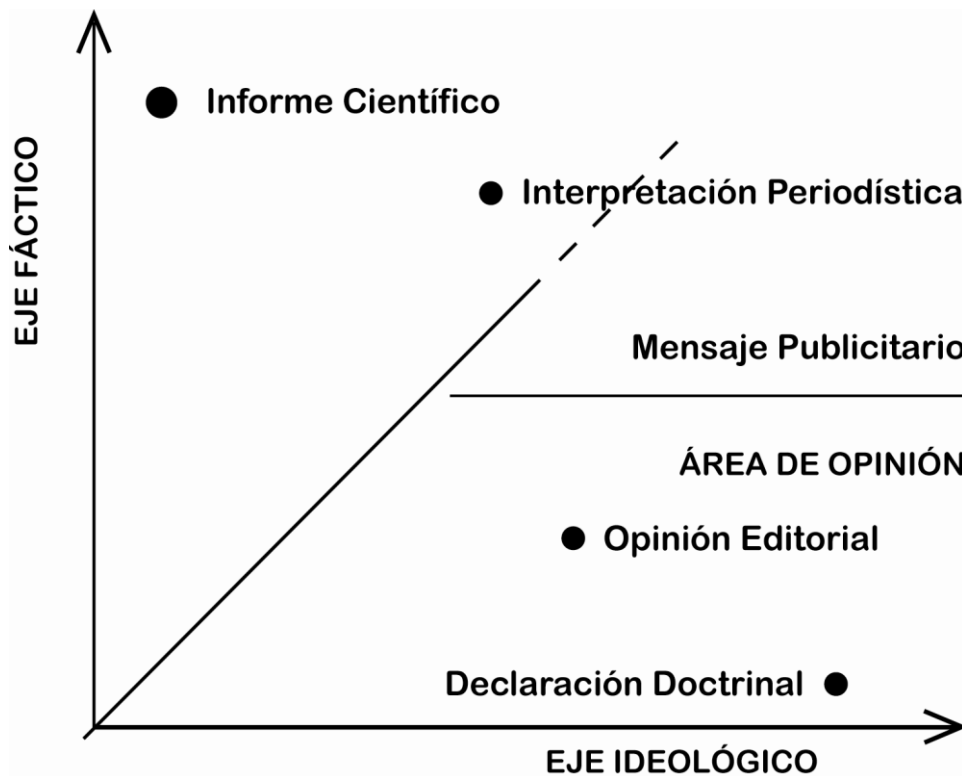 Informe Científico
EJE FÁCTICO
Interpretación Periodística
Mensaje Publicitario
ÁREA DE OPINIÓN
Opinión Editorial
Declaración Doctrinal
EJE IDEOLÓGICO